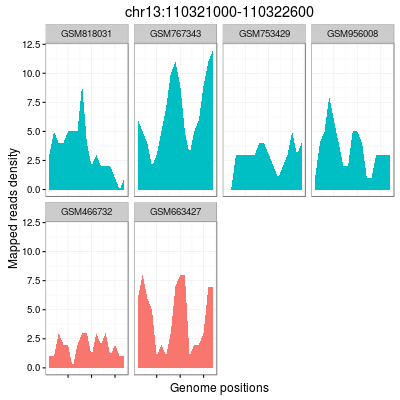 chr13:110321000-110322600
GSM818031 GSM767343 GSM753429 GSM956008
12.5
10.0
7.5
5.0
2.5
0.0
Mapped reads density
GSM466732 GSM663427
12.5
10.0
7.5
5.0
2.5
0.0
Genome positions